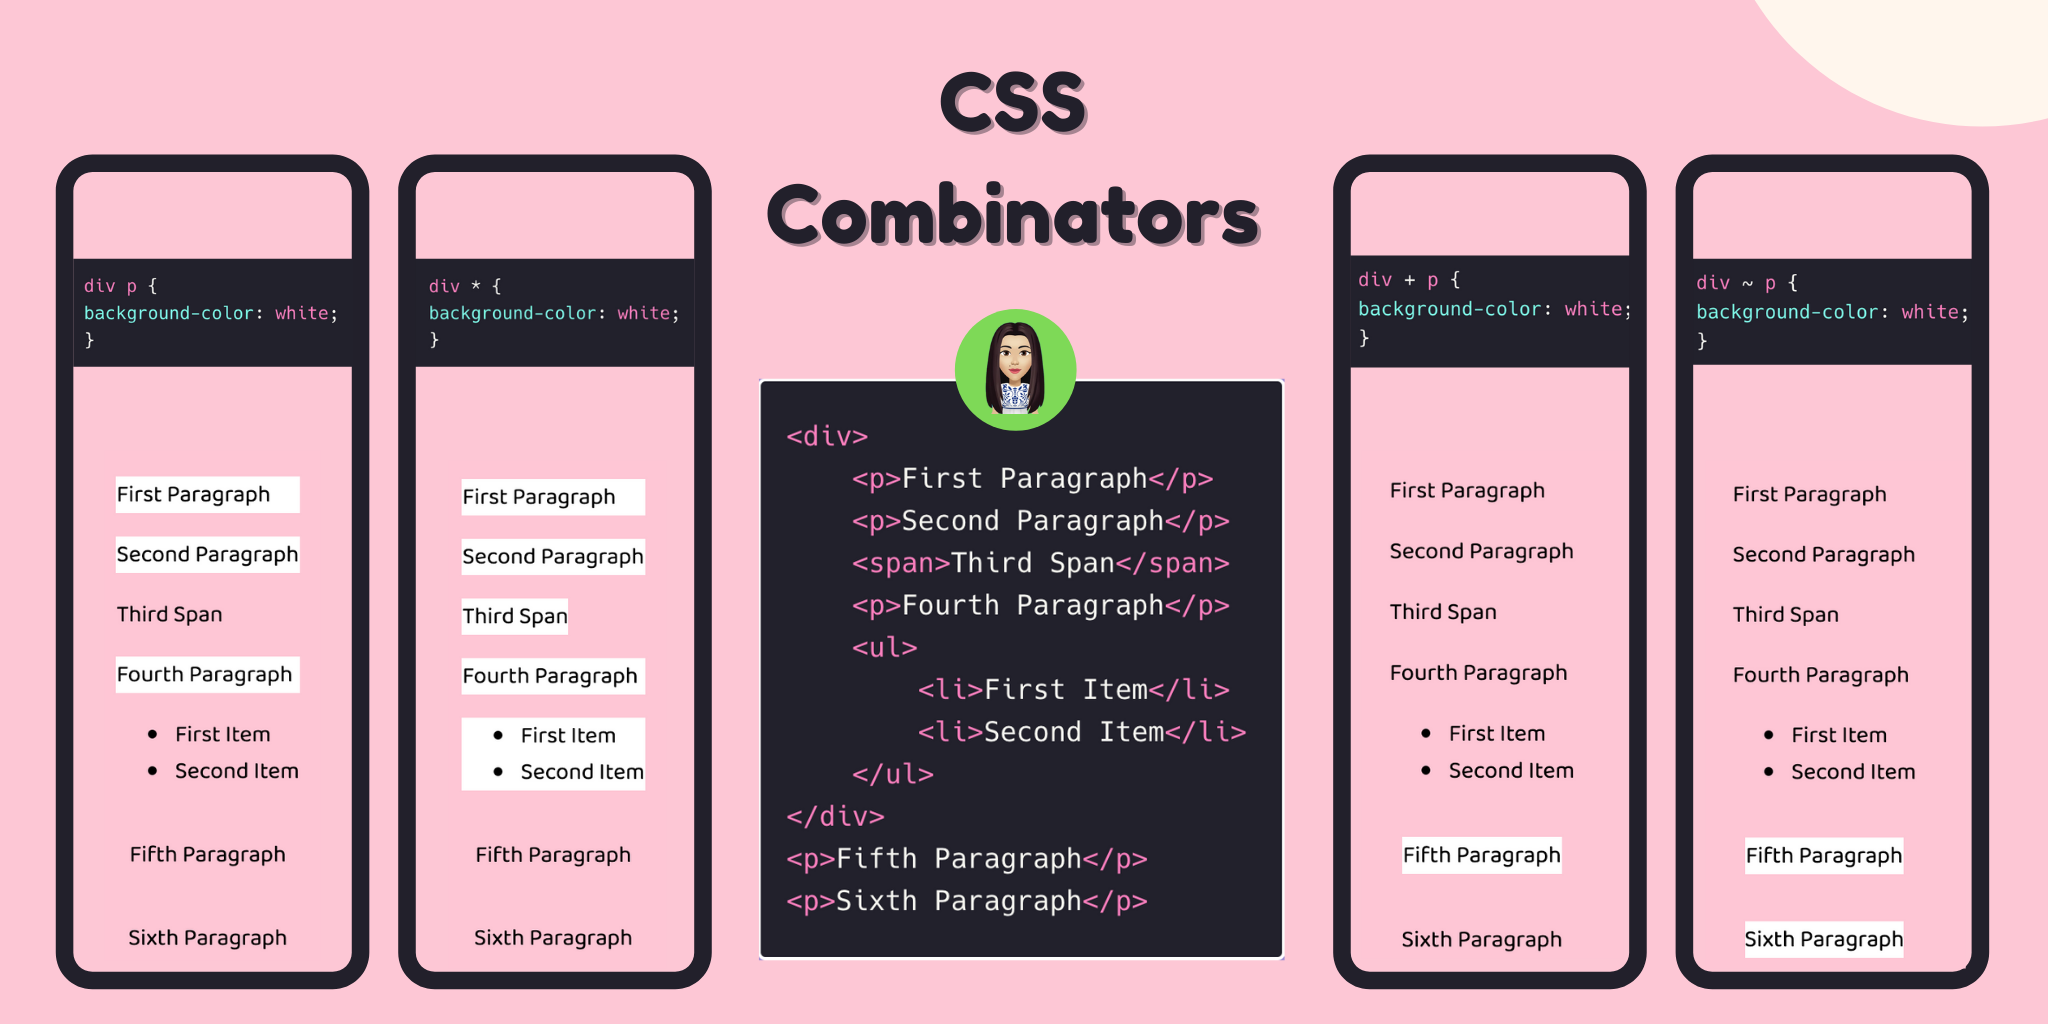 CSS
Combinators
div p {
background-color: white;
}
First Paragraph
Second Paragraph
Third Span
Fourth Paragraph
• First Item
• Second Item
Fifth Paragraph
Sixth Paragraph
div * {
background-color: white;
}
First Paragraph
Second Paragraph
Third Span
Fourth Paragraph
• First Item
• Second Item
Fifth Paragraph
Sixth Paragraph
<div>
    <p>First Paragraph</p>
    <p>Second Paragraph</p>
    <span>Third Span</span>
    <p>Fourth Paragraph</p>
    <ul>
        <li>First Item</li>
        <li>Second Item</li>
    </ul>
</div>
<p>Fifth Paragraph</p>
<p>Sixth Paragraph</p>
div + p {
background-color: white;
}
First Paragraph
Second Paragraph
Third Span
Fourth Paragraph
• First Item
• Second Item
Fifth Paragraph
Sixth Paragraph
div ~ p {
background-color: white;
}
First Paragraph
Second Paragraph
Third Span
Fourth Paragraph
• First Item
• Second Item
Fifth Paragraph
Sixth Paragraph